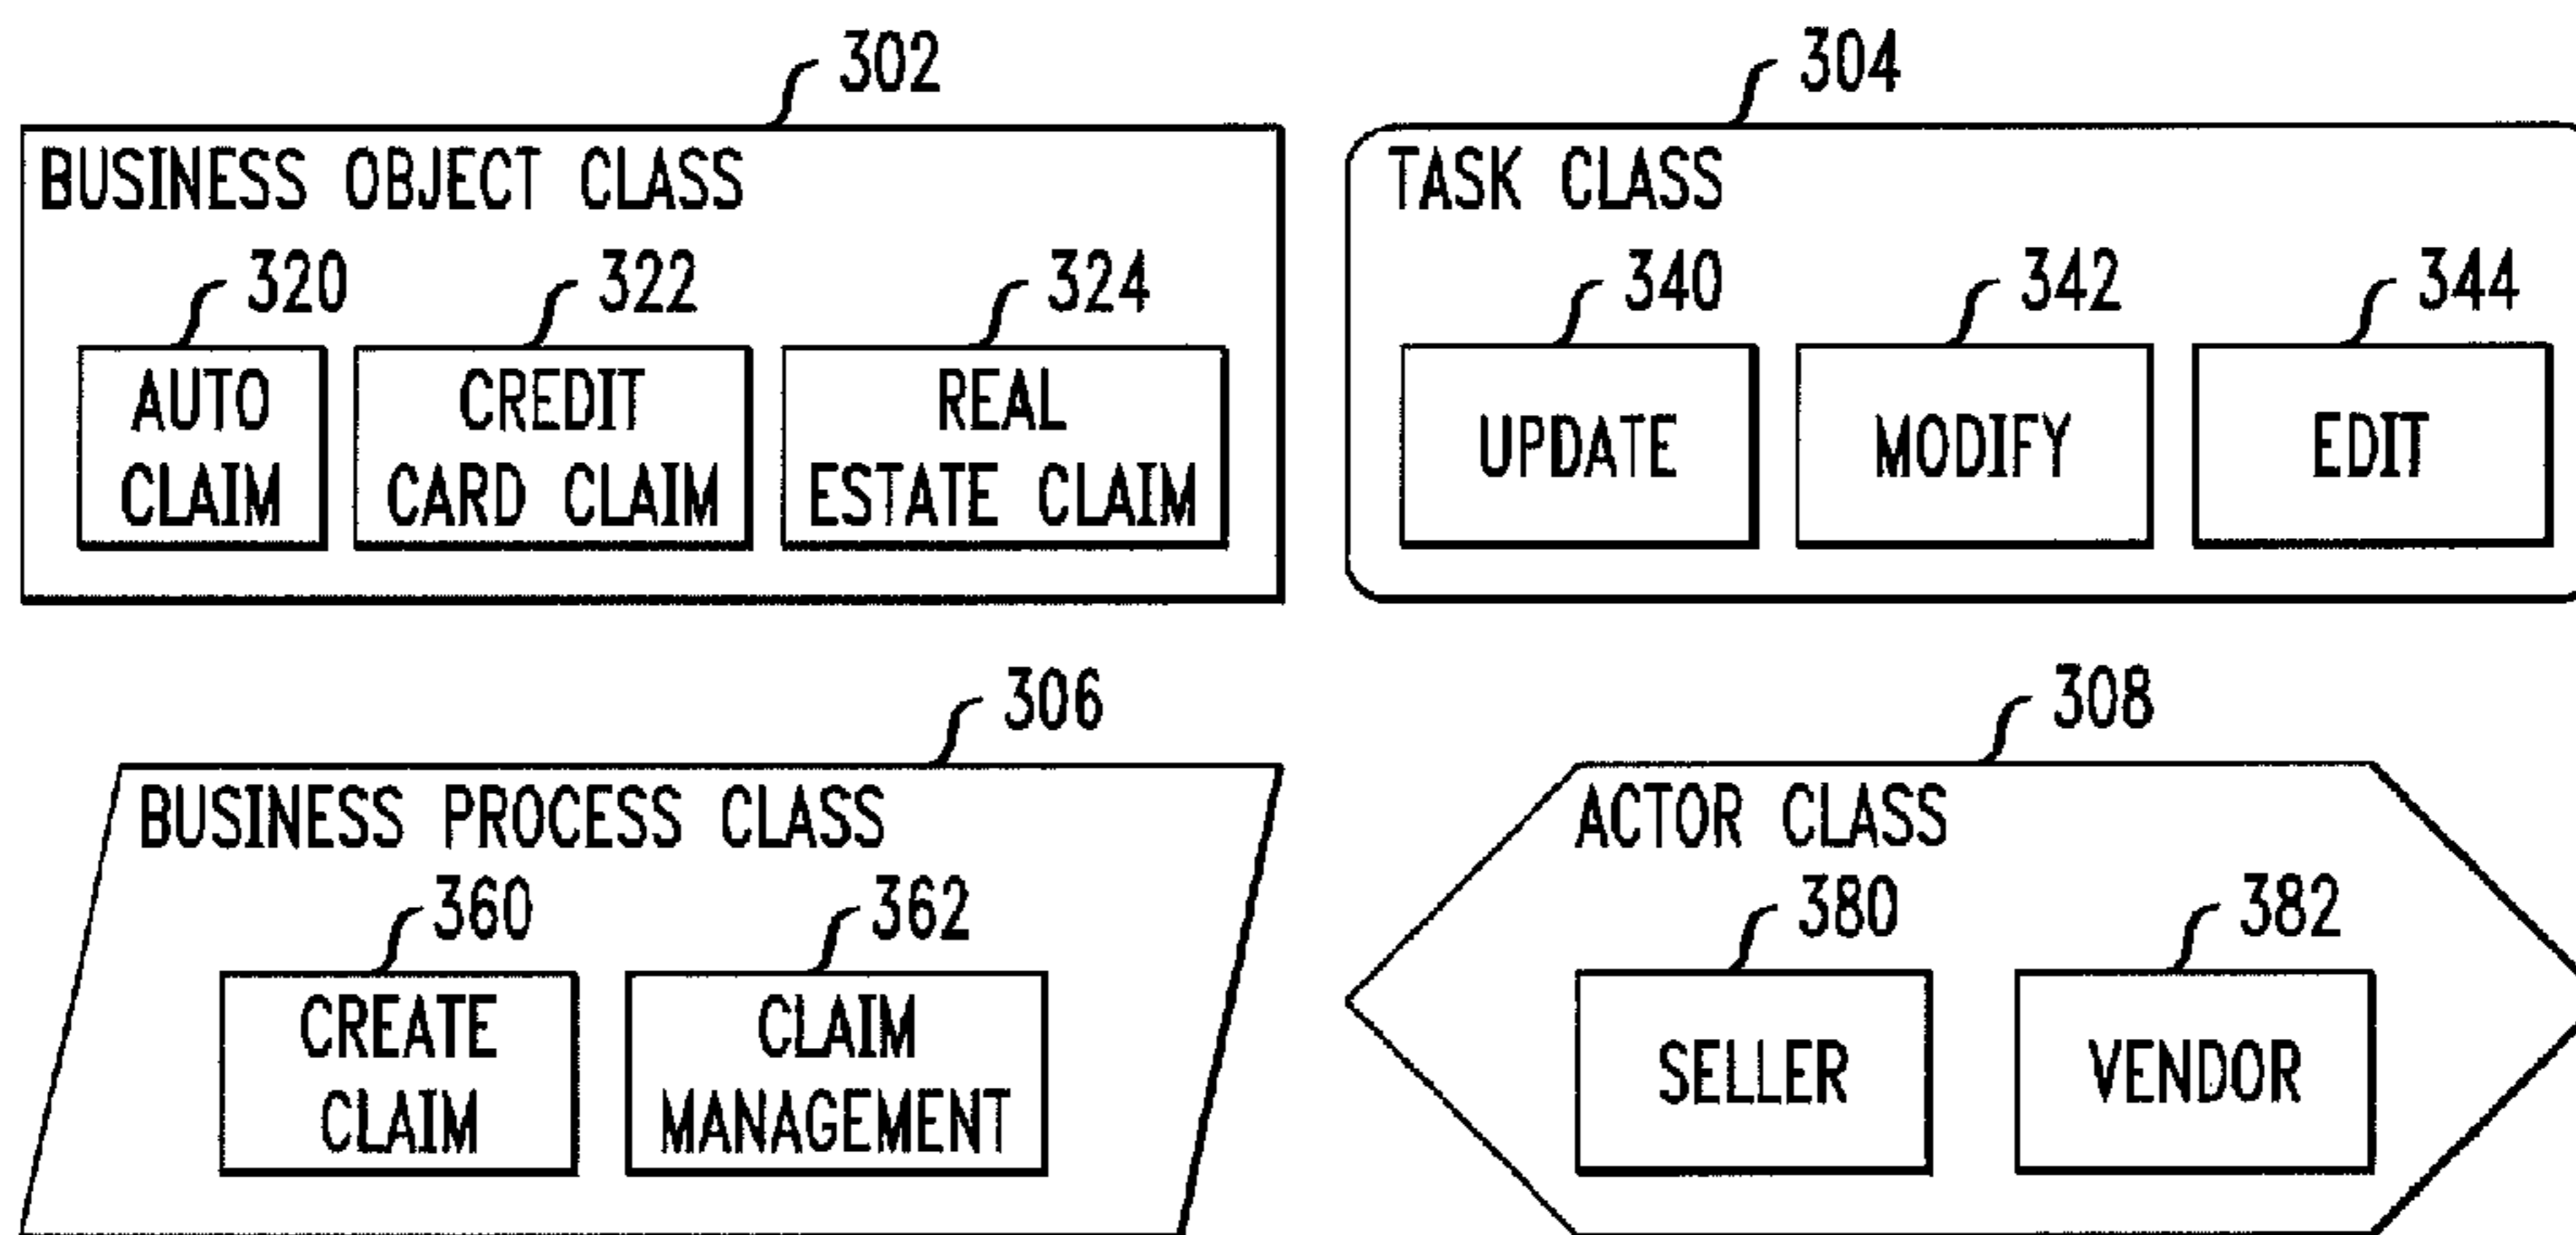 302
BUSINESS OBJECT CLASS
320
322
324
AUTO
CLAIM
CREDIT
CARD CLAIM
REAL
ESTATE CLAIM
304
TASK CLASS
340
342
344
UPDATE
MODIFY
EDIT
306
BUSINESS PROCESS CLASS
360
362
CREATE
CLAIM
CLAIM
MANAGEMENT
308
ACTOR CLASS
380
382
SELLER
VENDOR